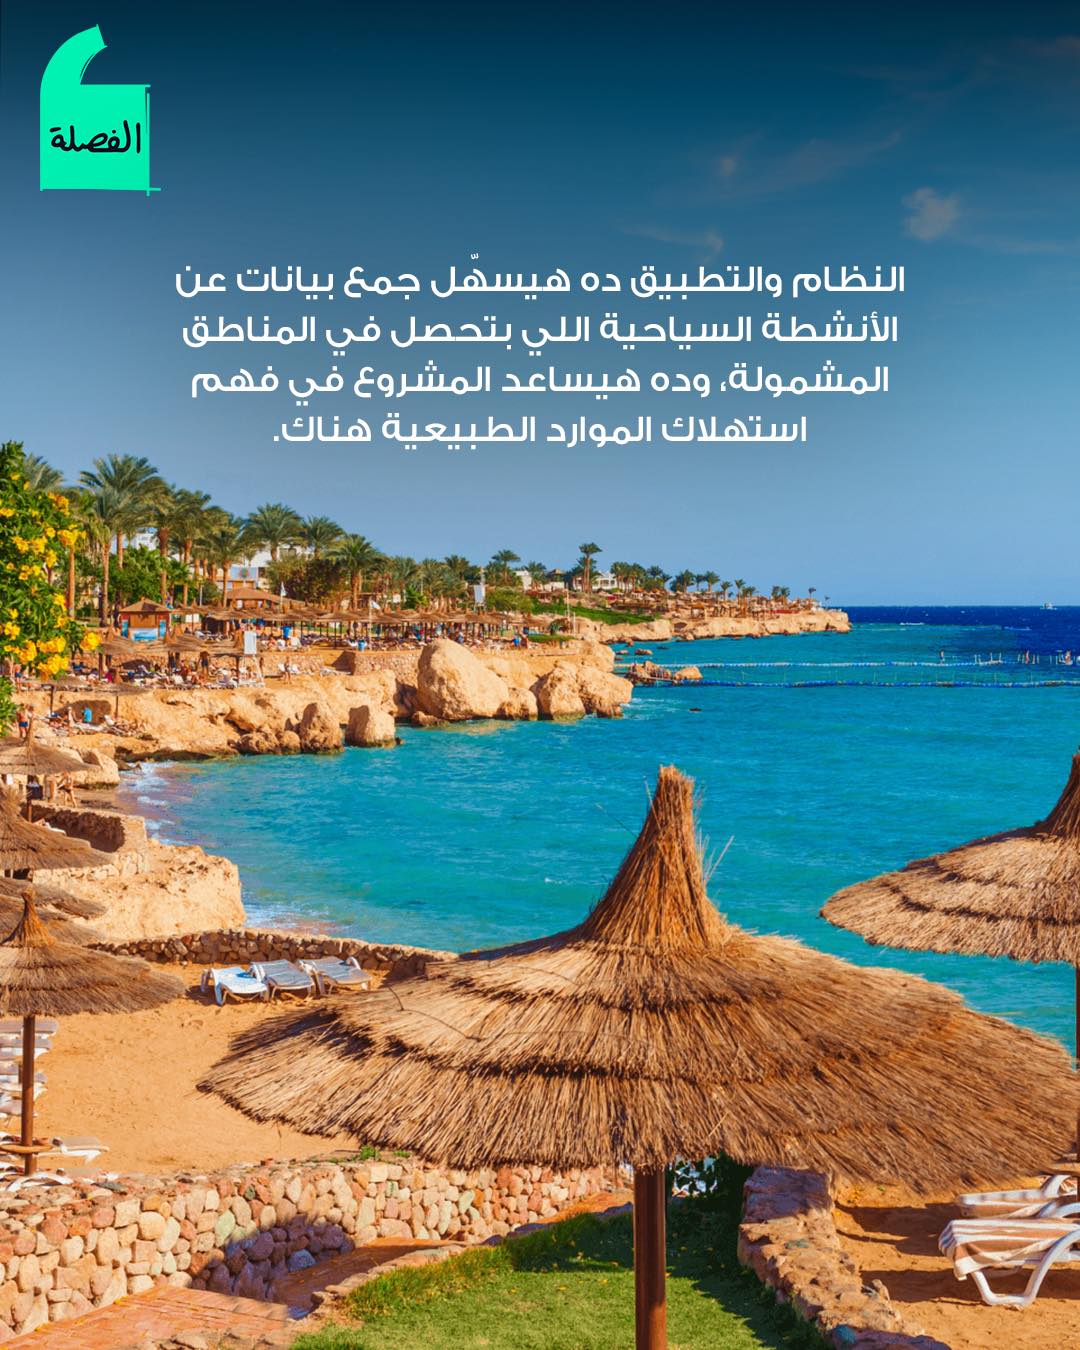 الفصلة
النظام والتطبيق ده هيسهّل جمع بيانات عن
الأنشطة السياحية اللي بتحصل في المناطق
المشمولة، وده هيساعد المشروع في فهم
استهلاك الموارد الطبيعية هناك.